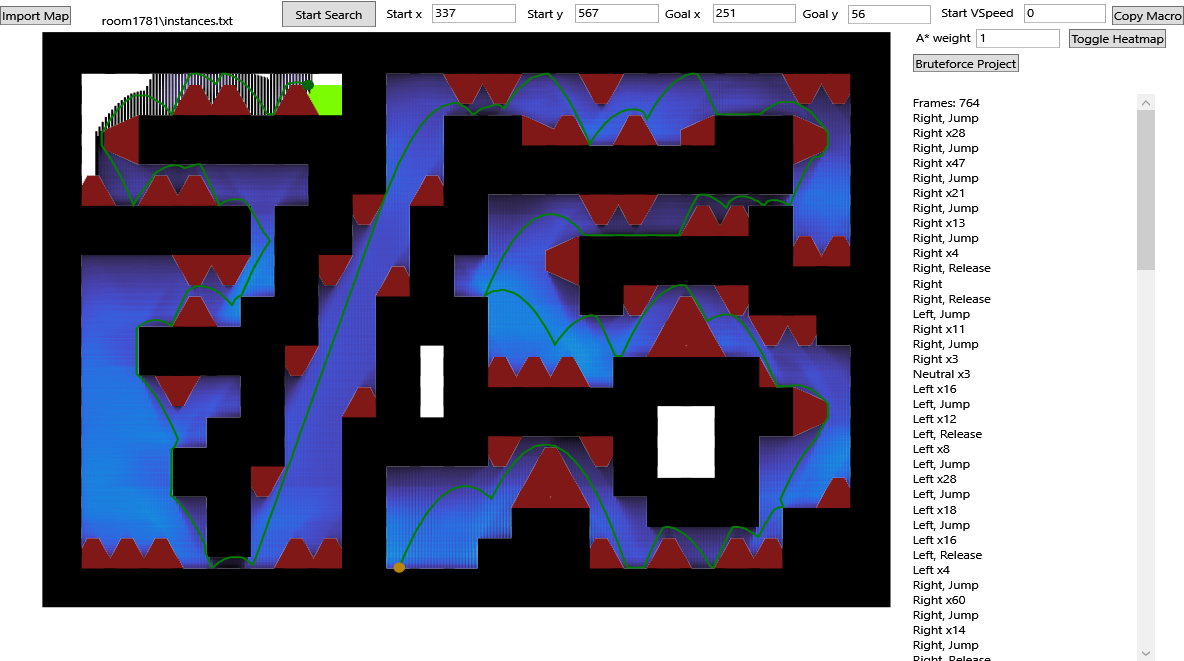 Import Map
room1781\instances.txt
Start Search
Start x 337
Start y 567
Goal x 251
Goal y 56
Start VSpeed 0
Copy Macro
A* weight 1
Toggle Heatmap
Bruteforce Project
Frames: 764
Right, Jump
Right x28
Right, Jump
Right x47
Right, Jump
Right x21
Right, Jump
Right x13
Right, Jump
Right x4
Right, Release
Right
Right, Release
Left, Jump
Right x11
Right, Jump
Right x3
Neutral x3
Left x16
Left, Jump
Left x12
Left, Release
Left x8
Left, Jump
Left x28
Left, Jump
Left x18
Left, Jump
Left x16
Left, Release
Left x4
Right, Jump
Right x60
Right, Jump
Right x14
Right, Jump
Right, Release